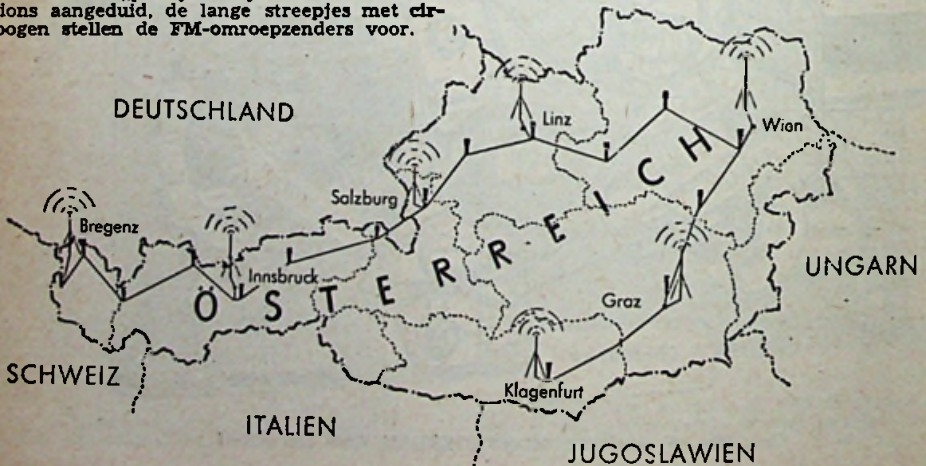 ions aangeduid, de lange streepjes met cir-
bogen stellen de FM-omroepzenders voor.
DEUTSCHLAND
Linz
Wien
Salzburg
Bregenz
Innsbruck
ÖSTERREICH
UNGARN
Graz
SCHWEIZ
Klagenfurt
ITALIEN
JUGOSLAWIEN